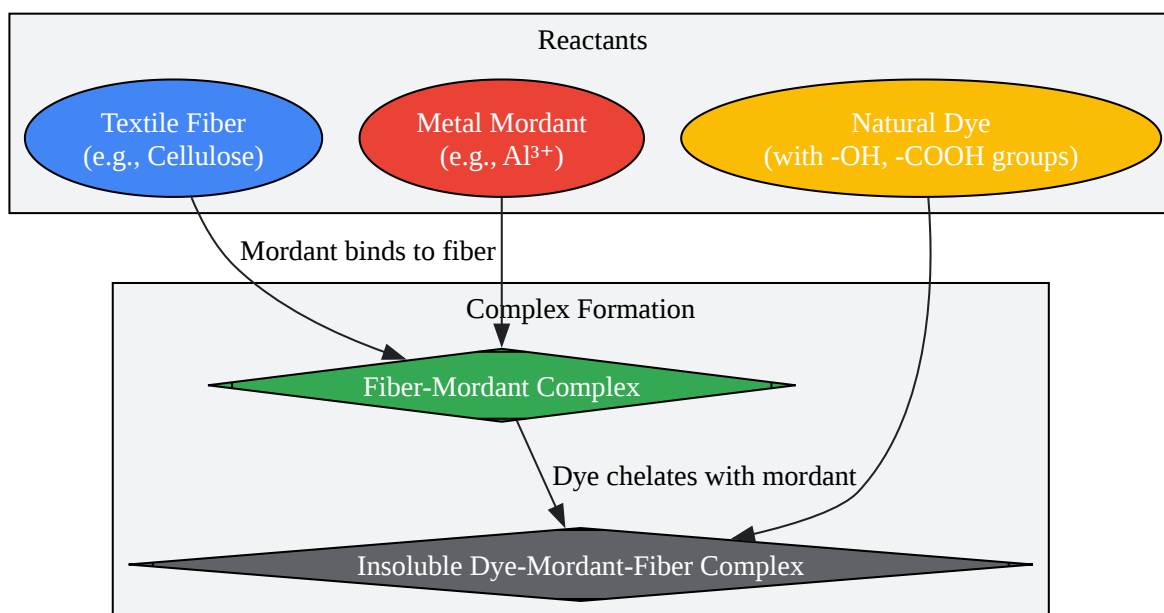 Reactants
Textile Fiber
(e.g., Cellulose)
Metal Mordant
(e.g., Al³⁺)
Natural Dye
(with -OH, -COOH groups)
Mordant binds to fiber
Complex Formation
Fiber-Mordant Complex
Dye chelates with mordant
Insoluble Dye-Mordant-Fiber Complex